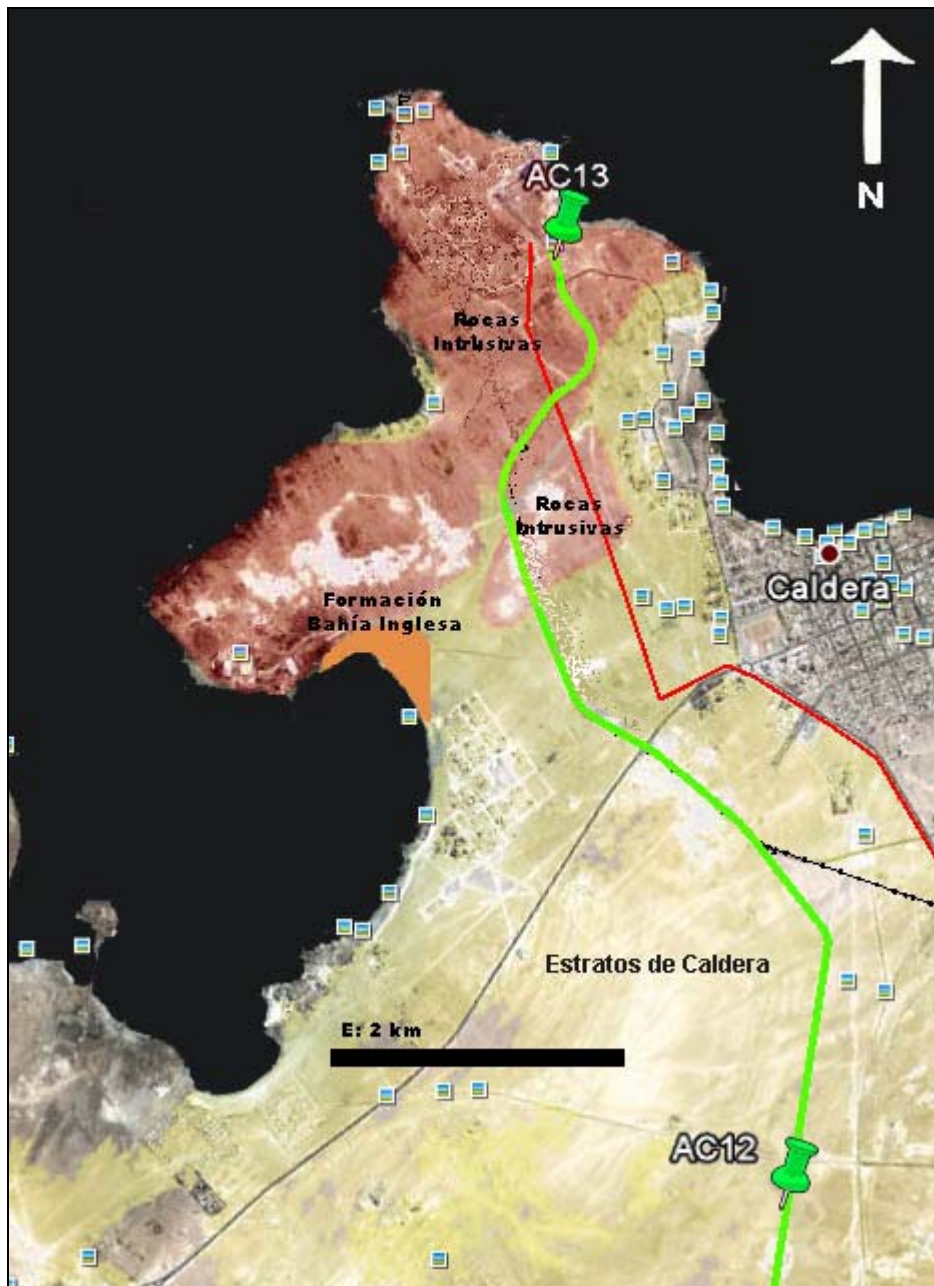 AC13
N
Rocas
Intrusivas
Rocas
Intrusivas
Caldera
Formación
Bahía Inglesa
Estratos de Caldera
E: 2 km
AC12